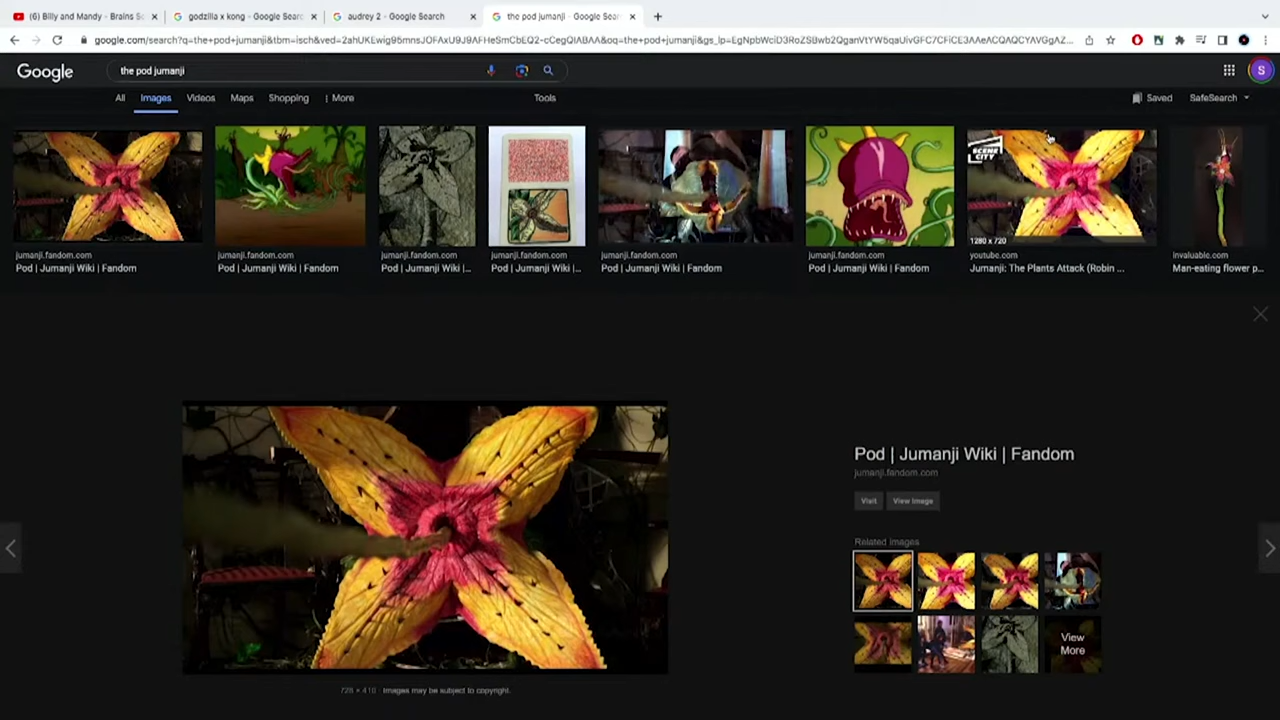 (6) Billy and Mandy - Brains Sc
godzilla x kong - Google Searc
audrey 2 - Google Search
the pod jumanji - Google Sear
Google
the pod jumanji
All
Images
Videos
Maps
Shopping
More
Tools
Saved
SafeSearch
S
SCENE
CITY
1280 x 720
jumanji.fandom.com
Pod | Jumanji Wiki | Fandom
jumanji.fandom.com
Pod | Jumanji Wiki | Fandom
jumanji.fandom.com
Pod | Jumanji Wiki |...
jumanji.fandom.com
Pod | Jumanji Wiki |...
jumanji.fandom.com
Pod | Jumanji Wiki | Fandom
jumanji.fandom.com
Pod | Jumanji Wiki | Fandom
youtube.com
Jumanji: The Plants Attack (Robin ...
invaluable.com
Man-eating flower p...
Pod | Jumanji Wiki | Fandom
jumanji.fandom.com
Visit
View Image
Related images
View
More
728 × 410
Images may be subject to copyright.